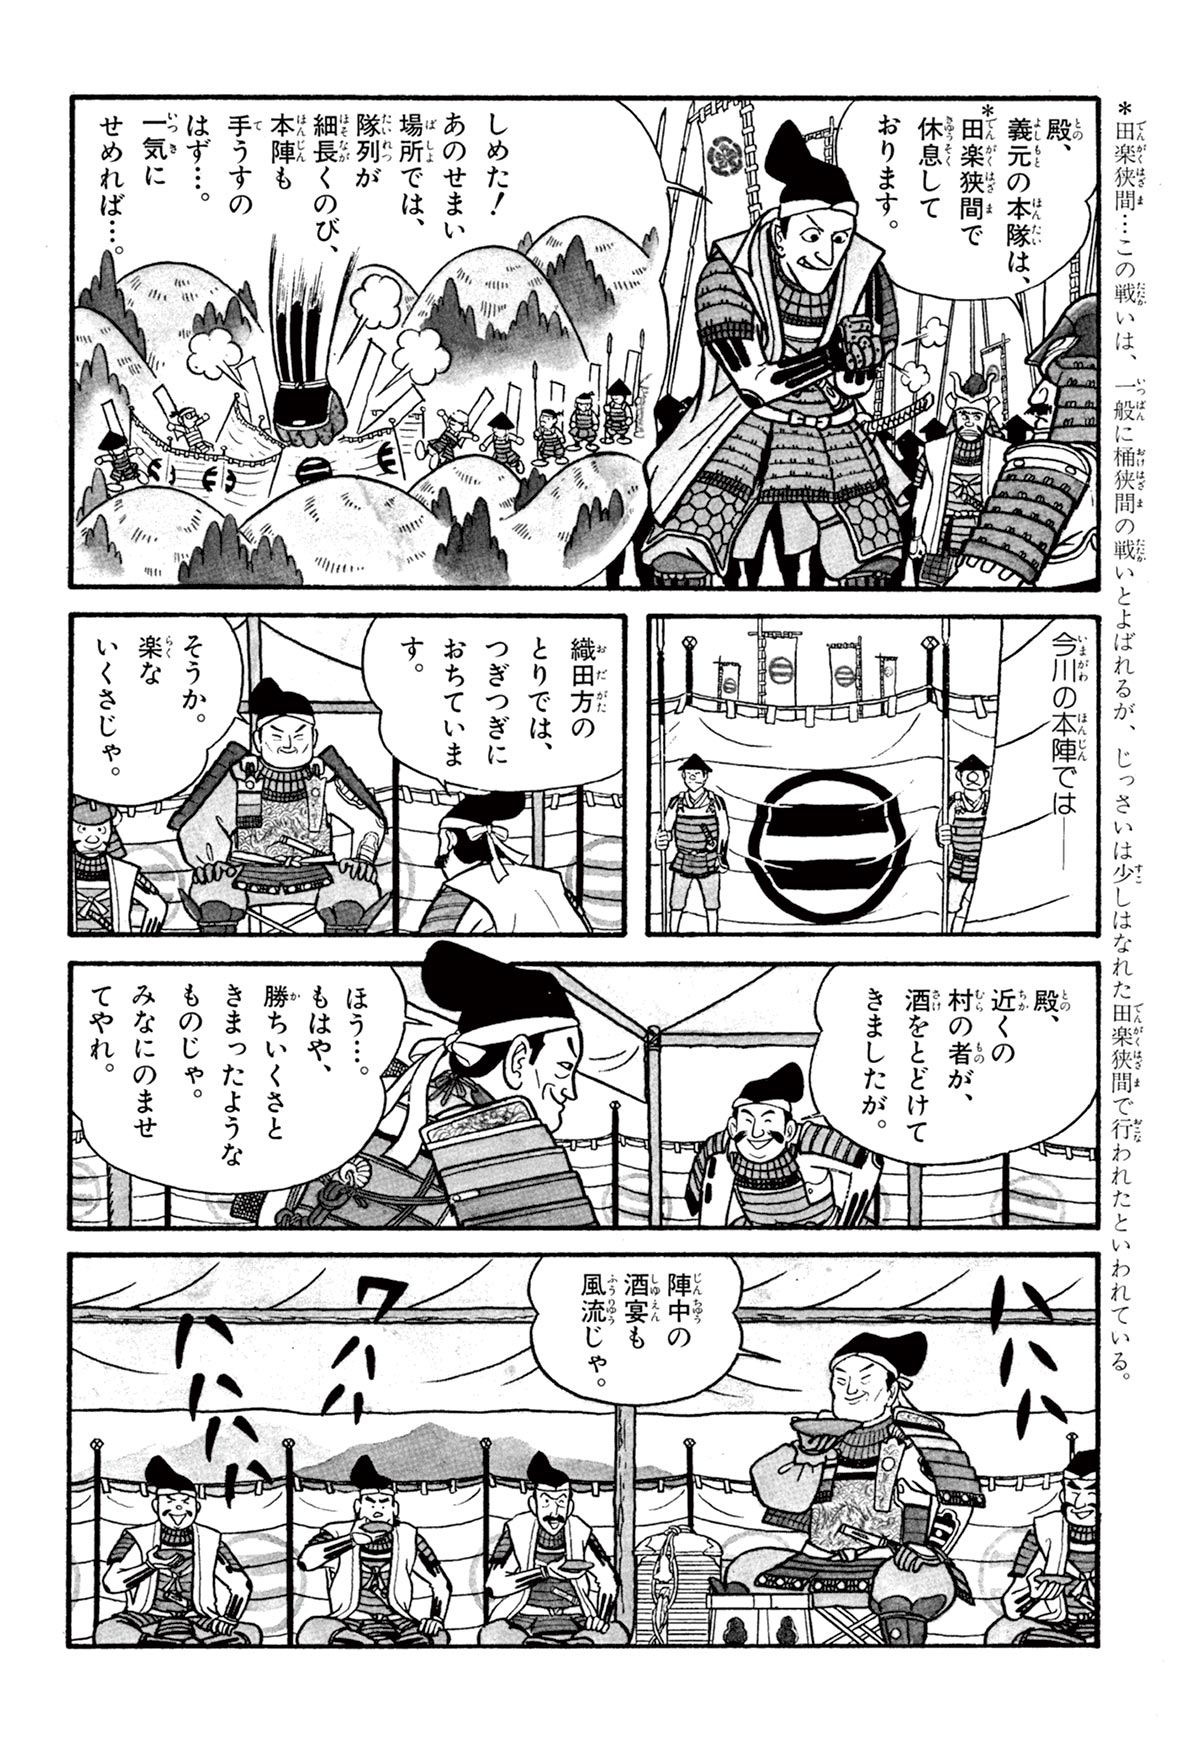 ＊田楽狭間…この戦いは、一般に桶狭間の戦いとよばれるが、じっさいは少しはなれた田楽狭間で行われたといわれている。
殿、
義元の本隊は、
＊田楽狭間で
休息して
おります。
しめた！
あのせまい
場所では、
隊列が
細長くのび、
本陣も
手うすの
はず…。
一気に
せめれば…。
今川の本陣では──
織田方の
とりでは、
つぎつぎに
おちていま
す。
そうか。
楽な
いくさじゃ。
殿、
近くの
村の者が、
酒をとどけて
きましたが。
ほう…。
もはや、
勝ちいくさと
きまったような
ものじゃ。
みなにのませ
てやれ。
陣中の
酒宴も
風流じゃ。
ハハハ
ワハハ
ハハハ